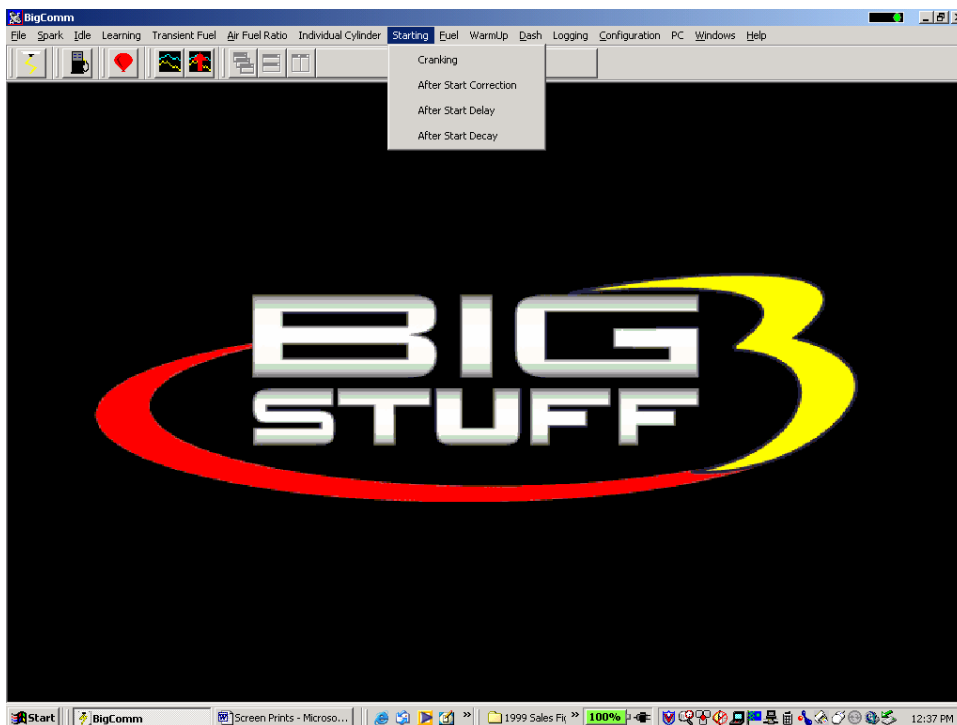 BigComm
File Spark Idle Learning Transient Fuel Air Fuel Ratio Individual Cylinder Starting Fuel WarmUp Dash Logging Configuration PC Windows Help
Cranking
After Start Correction
After Start Delay
After Start Decay
BIG 3
STUFF
Start BigComm Screen Prints - Microso... » 1999 Sales Fi » 100% 12:37 PM